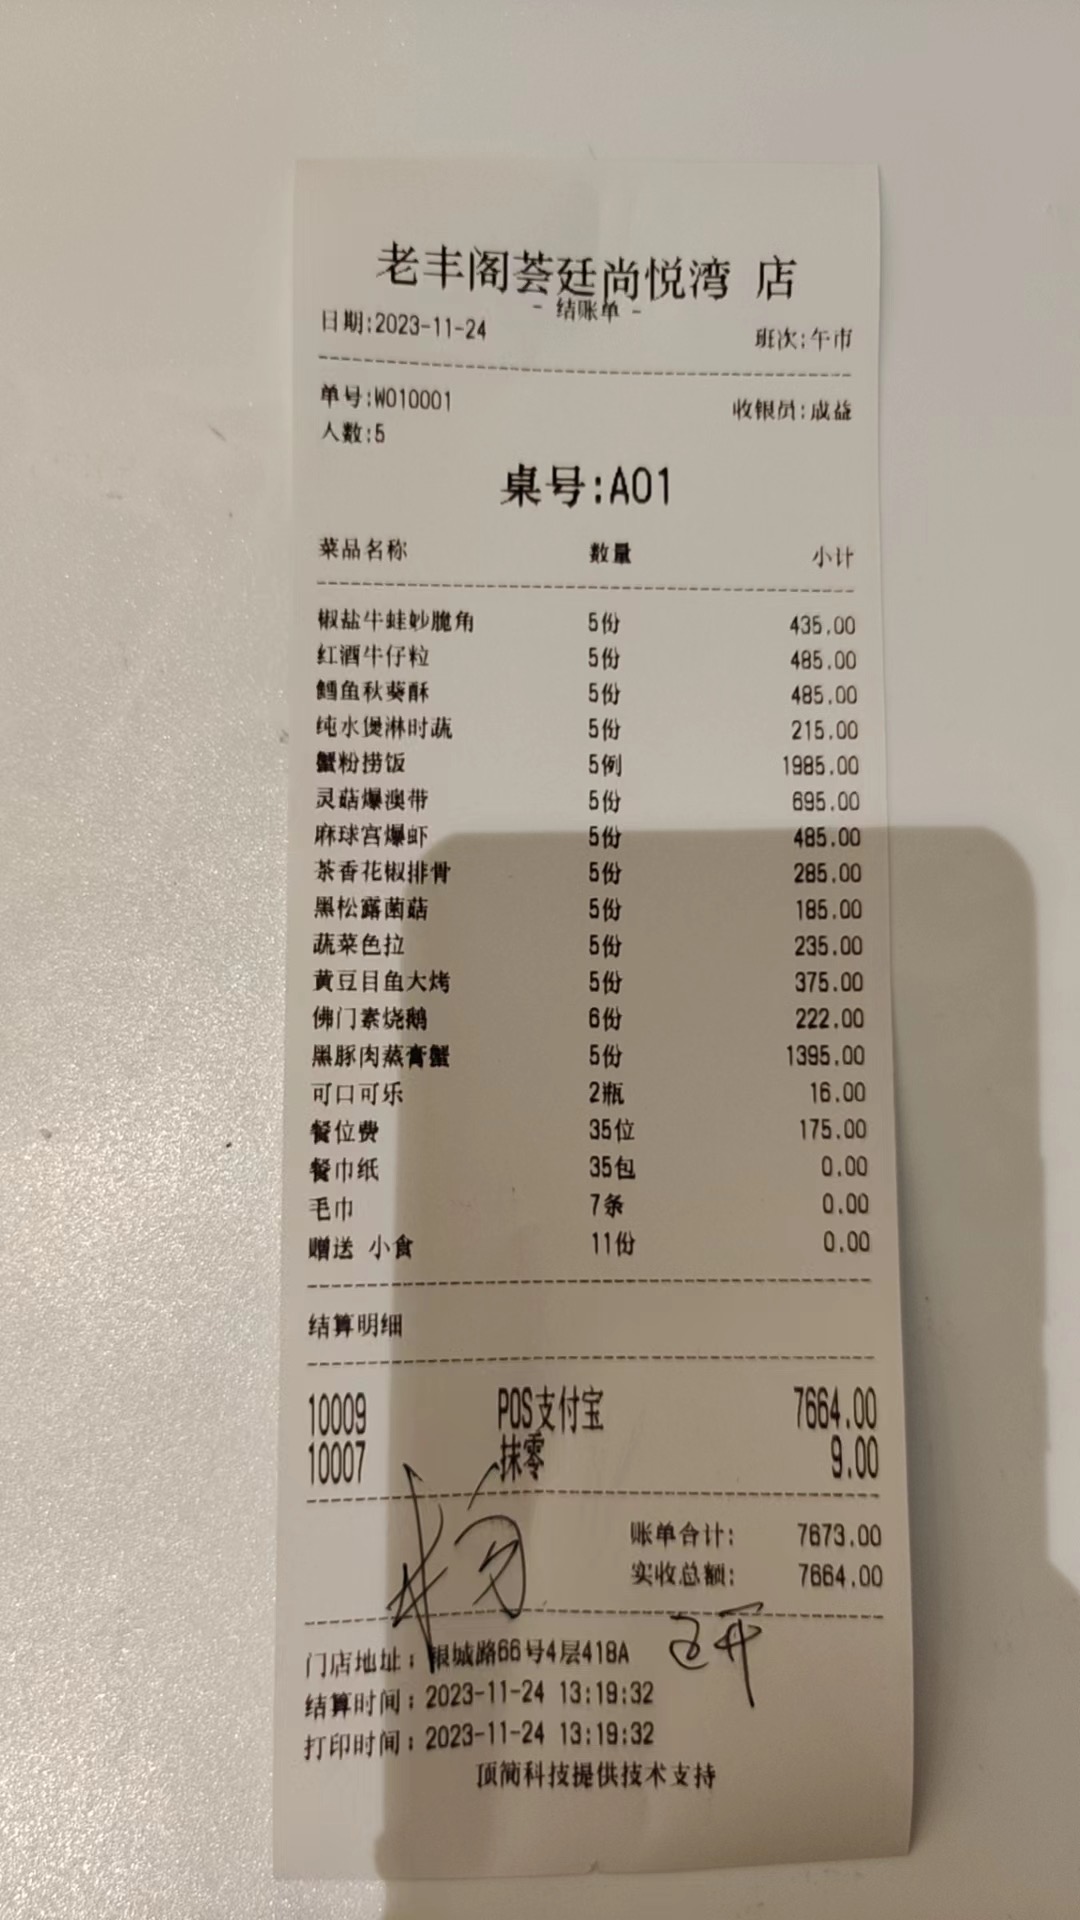 老丰阁荟廷尚悦湾 店
- 结账单 -
日期:2023-11-24 班次:午市
单号:W010001 收银员:成益
人数:5
桌号:A01
菜品名称 数量 小计
椒盐牛蛙妙脆角 5份 435.00
红酒牛仔粒 5份 485.00
鳕鱼秋葵酥 5份 485.00
纯水煲淋时蔬 5份 215.00
蟹粉捞饭 5例 1985.00
灵菇爆澳带 5份 695.00
麻球宫爆虾 5份 485.00
茶香花椒排骨 5份 285.00
黑松露菌菇 5份 185.00
蔬菜色拉 5份 235.00
黄豆目鱼大烤 5份 375.00
佛门素烧鹅 6份 222.00
黑豚肉蒸膏蟹 5份 1395.00
可口可乐 2瓶 16.00
餐位费 35位 175.00
餐巾纸 35包 0.00
毛巾 7条 0.00
赠送 小食 11份 0.00
结算明细
10009 POS支付宝 7664.00
10007 抹零 9.00
账单合计: 7673.00
实收总额: 7664.00
门店地址：银城路66号4层418A
结算时间：2023-11-24 13:19:32
打印时间：2023-11-24 13:19:32
顶简科技提供技术支持